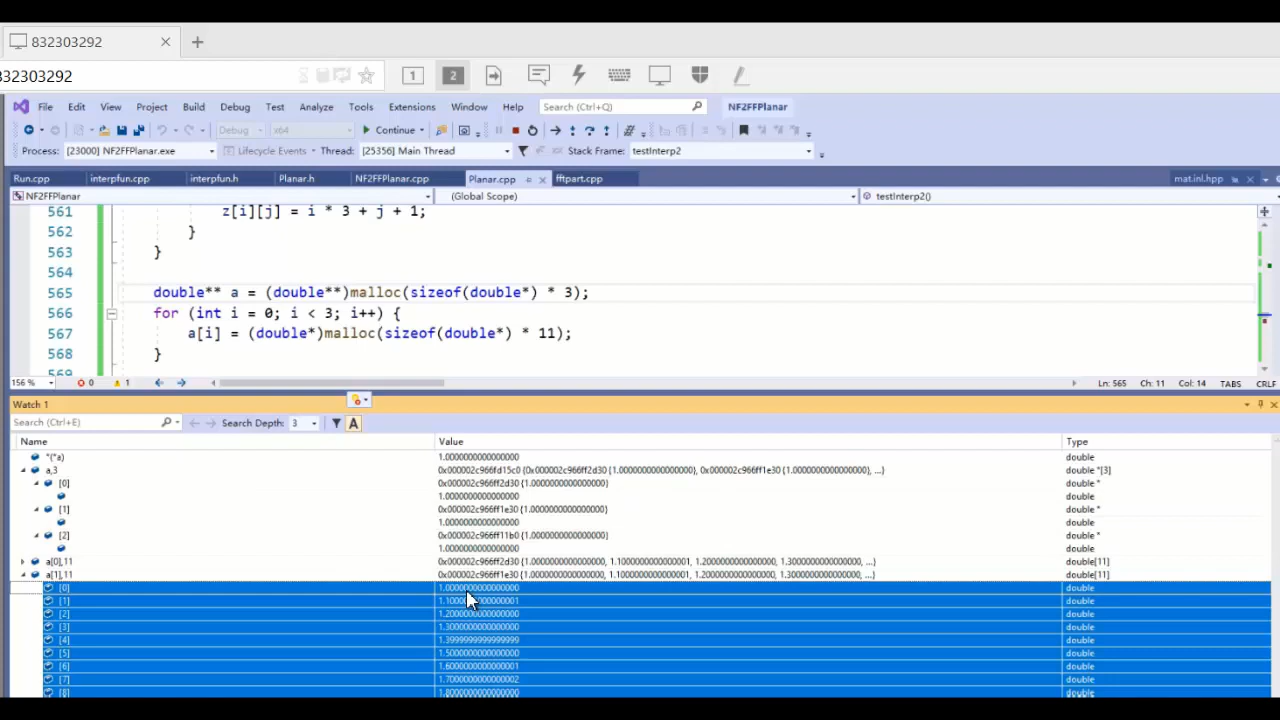 832303292
832303292
1 2
File Edit View Project Build Debug Test Analyze Tools Extensions Window Help Search (Ctrl+Q) NF2FFPlanar
Debug x64 Continue
Process: [23000] NF2FFPlanar.exe Lifecycle Events Thread: [25356] Main Thread Stack Frame: testInterp2
Run.cpp interpfun.cpp interpfun.h Planar.h NF2FFPlanar.cpp Planar.cpp fftpart.cpp mat.inl.hpp
NF2FFPlanar (Global Scope) testInterp2()
561 z[i][j] = i * 3 + j + 1;
562 }
563 }
564
565 double** a = (double**)malloc(sizeof(double*) * 3);
566 for (int i = 0; i < 3; i++) {
567 a[i] = (double*)malloc(sizeof(double*) * 11);
568 }
569
156 % 0 1 Ln: 565 Ch: 11 Col: 14 TABS CRLF
Watch 1
Search (Ctrl+E) Search Depth: 3 A
Name Value Type
*(*a) 1.0000000000000000 double
a,3 0x000002c966fd15c0 {0x000002c966ff2d30 {1.0000000000000000}, 0x000002c966ff1e30 {1.0000000000000000}, ...} double *[3]
[0] 0x000002c966ff2d30 {1.0000000000000000} double *
1.0000000000000000 double
[1] 0x000002c966ff1e30 {1.0000000000000000} double *
1.0000000000000000 double
[2] 0x000002c966ff11b0 {1.0000000000000000} double *
1.0000000000000000 double
a[0],11 0x000002c966ff2d30 {1.0000000000000000, 1.1000000000000001, 1.2000000000000000, 1.3000000000000000, ...} double[11]
a[1],11 0x000002c966ff1e30 {1.0000000000000000, 1.1000000000000001, 1.2000000000000000, 1.3000000000000000, ...} double[11]
[0] 1.0000000000000000 double
[1] 1.1000000000000001 double
[2] 1.2000000000000000 double
[3] 1.3000000000000000 double
[4] 1.3999999999999999 double
[5] 1.5000000000000000 double
[6] 1.6000000000000001 double
[7] 1.7000000000000002 double
[8] 1.8000000000000000 double